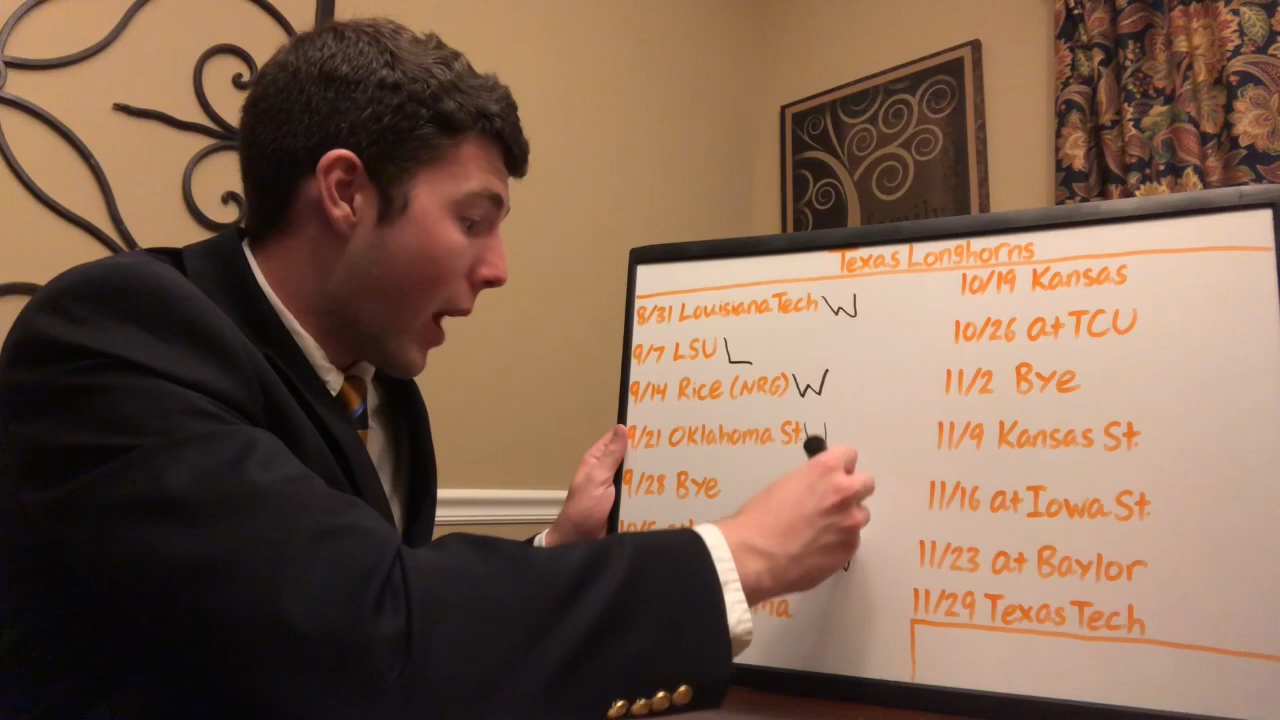 family
Texas Longhorns
8/31 Louisiana Tech W
9/7 LSU L
9/14 Rice (NRG) W
9/21 Oklahoma St.
9/28 Bye
10/19 Kansas
10/26 at TCU
11/2 Bye
11/9 Kansas St.
11/16 at Iowa St.
11/23 at Baylor
11/29 Texas Tech